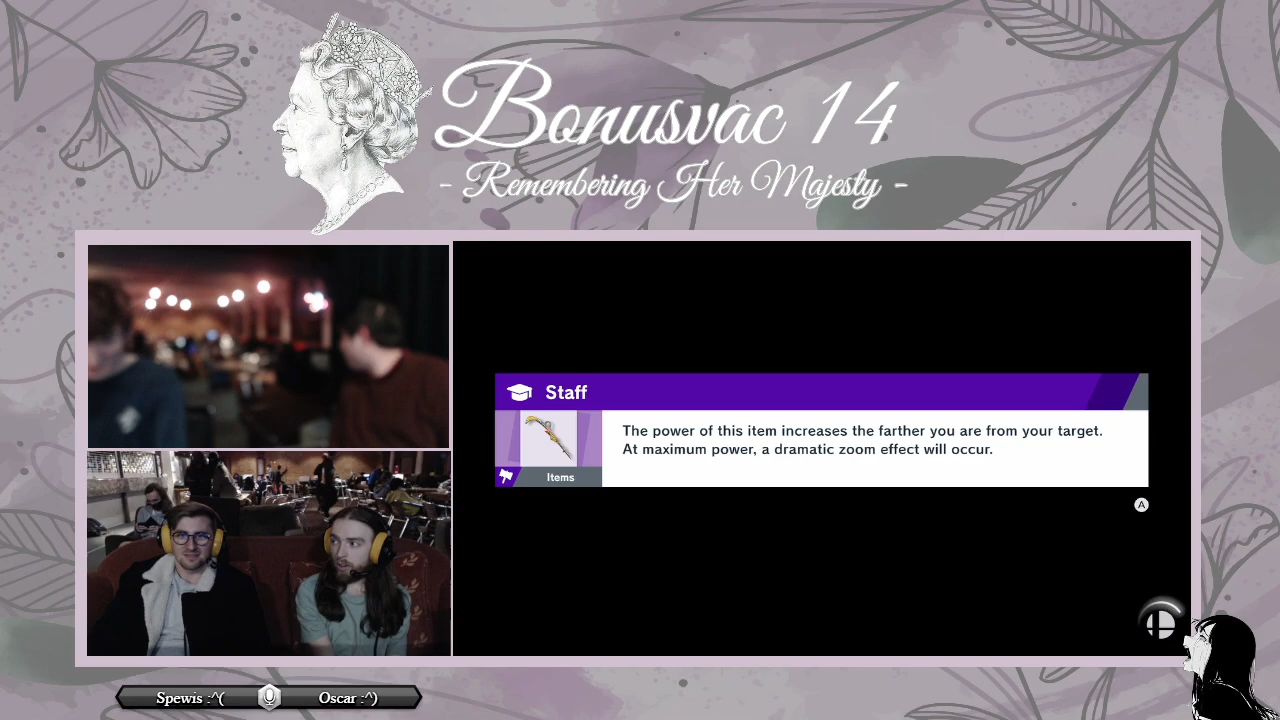 Bonusvac 14
- Remembering Her Majesty -
Staff
The power of this item increases the farther you are from your target.
At maximum power, a dramatic zoom effect will occur.
Items
A
Spewis :^( Oscar :^)